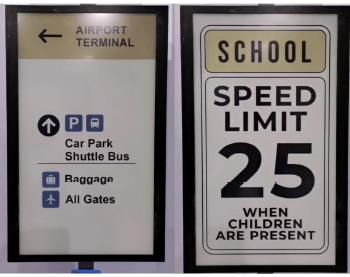 AIRPORT
TERMINAL
P
Car Park
Shuttle Bus
Baggage
All Gates
SCHOOL
SPEED
LIMIT
25
WHEN
CHILDREN
ARE PRESENT